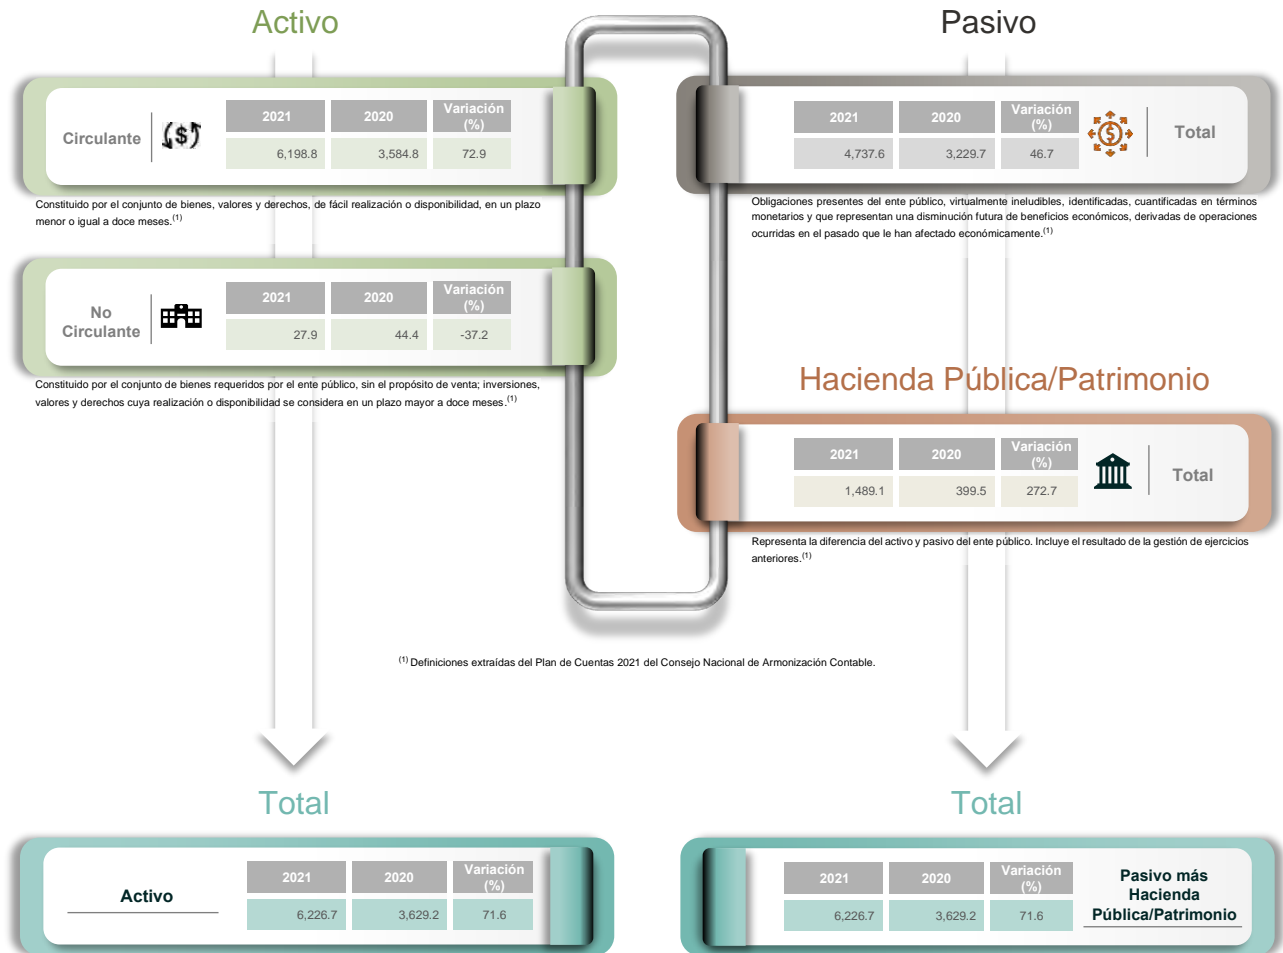 Activo
Circulante
2021 2020 Variación (%)
6,198.8 3,584.8 72.9
Constituido por el conjunto de bienes, valores y derechos, de fácil realización o disponibilidad, en un plazo
menor o igual a doce meses.(1)
No
Circulante
2021 2020 Variación (%)
27.9 44.4 -37.2
Constituido por el conjunto de bienes requeridos por el ente público, sin el propósito de venta; inversiones,
valores y derechos cuya realización o disponibilidad se considera en un plazo mayor a doce meses.(1)
Pasivo
2021 2020 Variación (%)
4,737.6 3,229.7 46.7
Total
Obligaciones presentes del ente público, virtualmente ineludibles, identificadas, cuantificadas en términos
monetarios y que representan una disminución futura de beneficios económicos, derivadas de operaciones
ocurridas en el pasado que le han afectado económicamente.(1)
Hacienda Pública/Patrimonio
2021 2020 Variación (%)
1,489.1 399.5 272.7
Total
Representa la diferencia del activo y pasivo del ente público. Incluye el resultado de la gestión de ejercicios
anteriores.(1)
(1) Definiciones extraídas del Plan de Cuentas 2021 del Consejo Nacional de Armonización Contable.
Total
Activo
2021 2020 Variación (%)
6,226.7 3,629.2 71.6
Total
2021 2020 Variación (%)
6,226.7 3,629.2 71.6
Pasivo más
Hacienda
Pública/Patrimonio